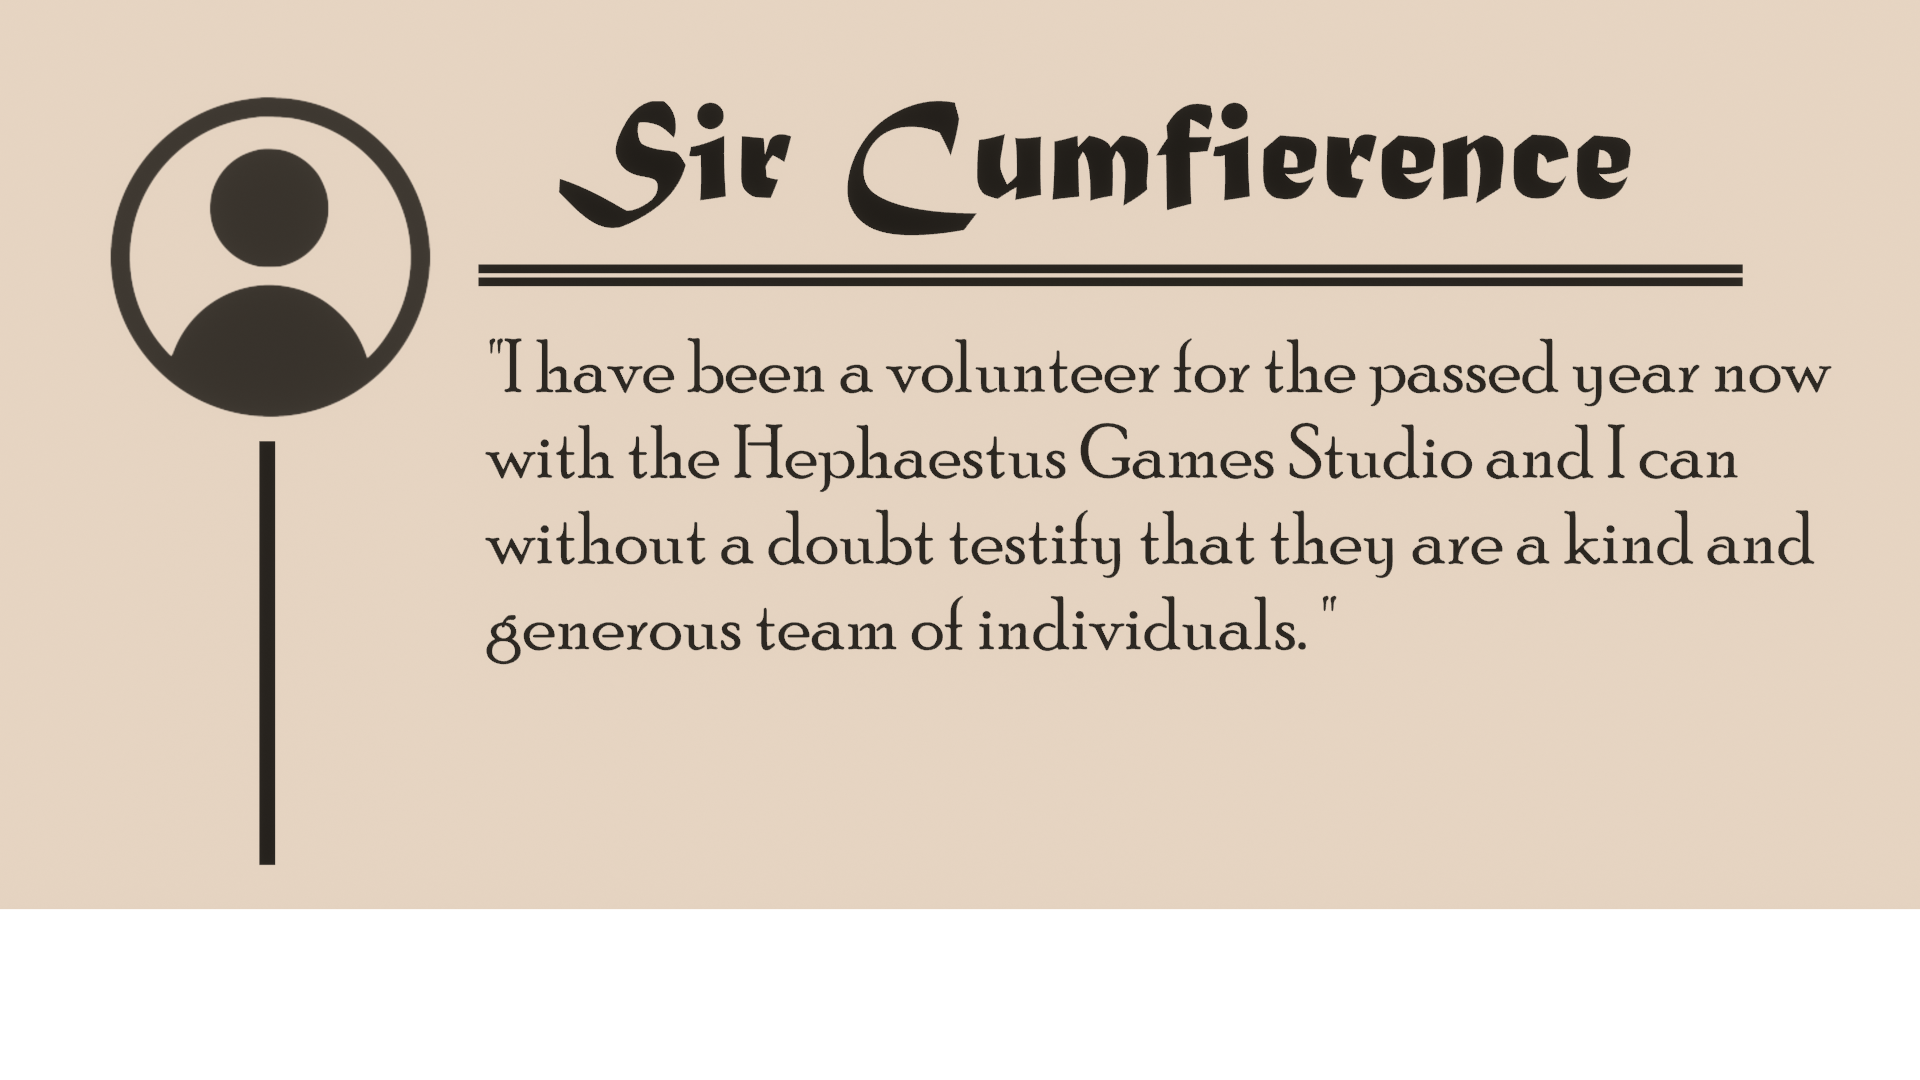 Sir Cumfierence
"I have been a volunteer for the passed year now
with the Hephaestus Games Studio and I can
without a doubt testify that they are a kind and
generous team of individuals. "